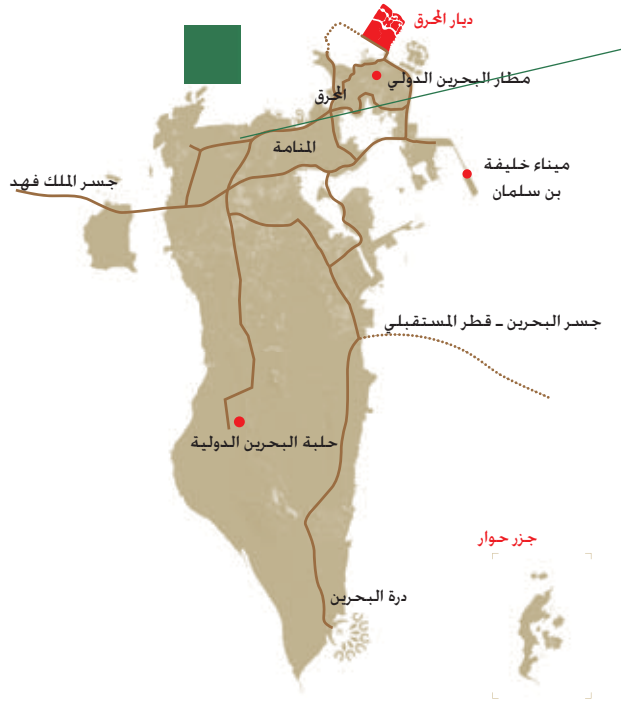 ديار المحرق
مطار البحرين الدولي
المحرق
المنامة
ميناء خليفة
بن سلمان
جسر الملك فهد
جسر البحرين - قطر المستقبلي
حلبة البحرين الدولية
جزر حوار
درة البحرين